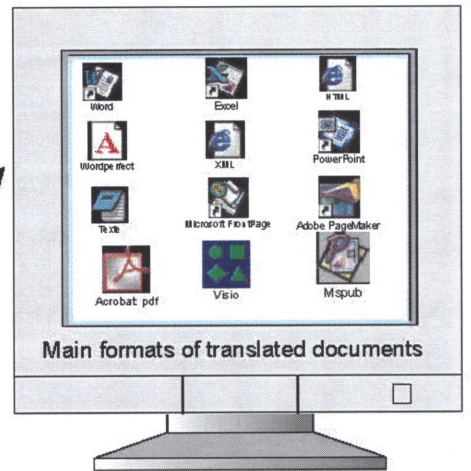 Word Excel HTML
Wordperfect XML PowerPoint
Texte Microsoft FrontPage Adobe PageMaker
Acrobat pdf Visio Mspub
Main formats of translated documents